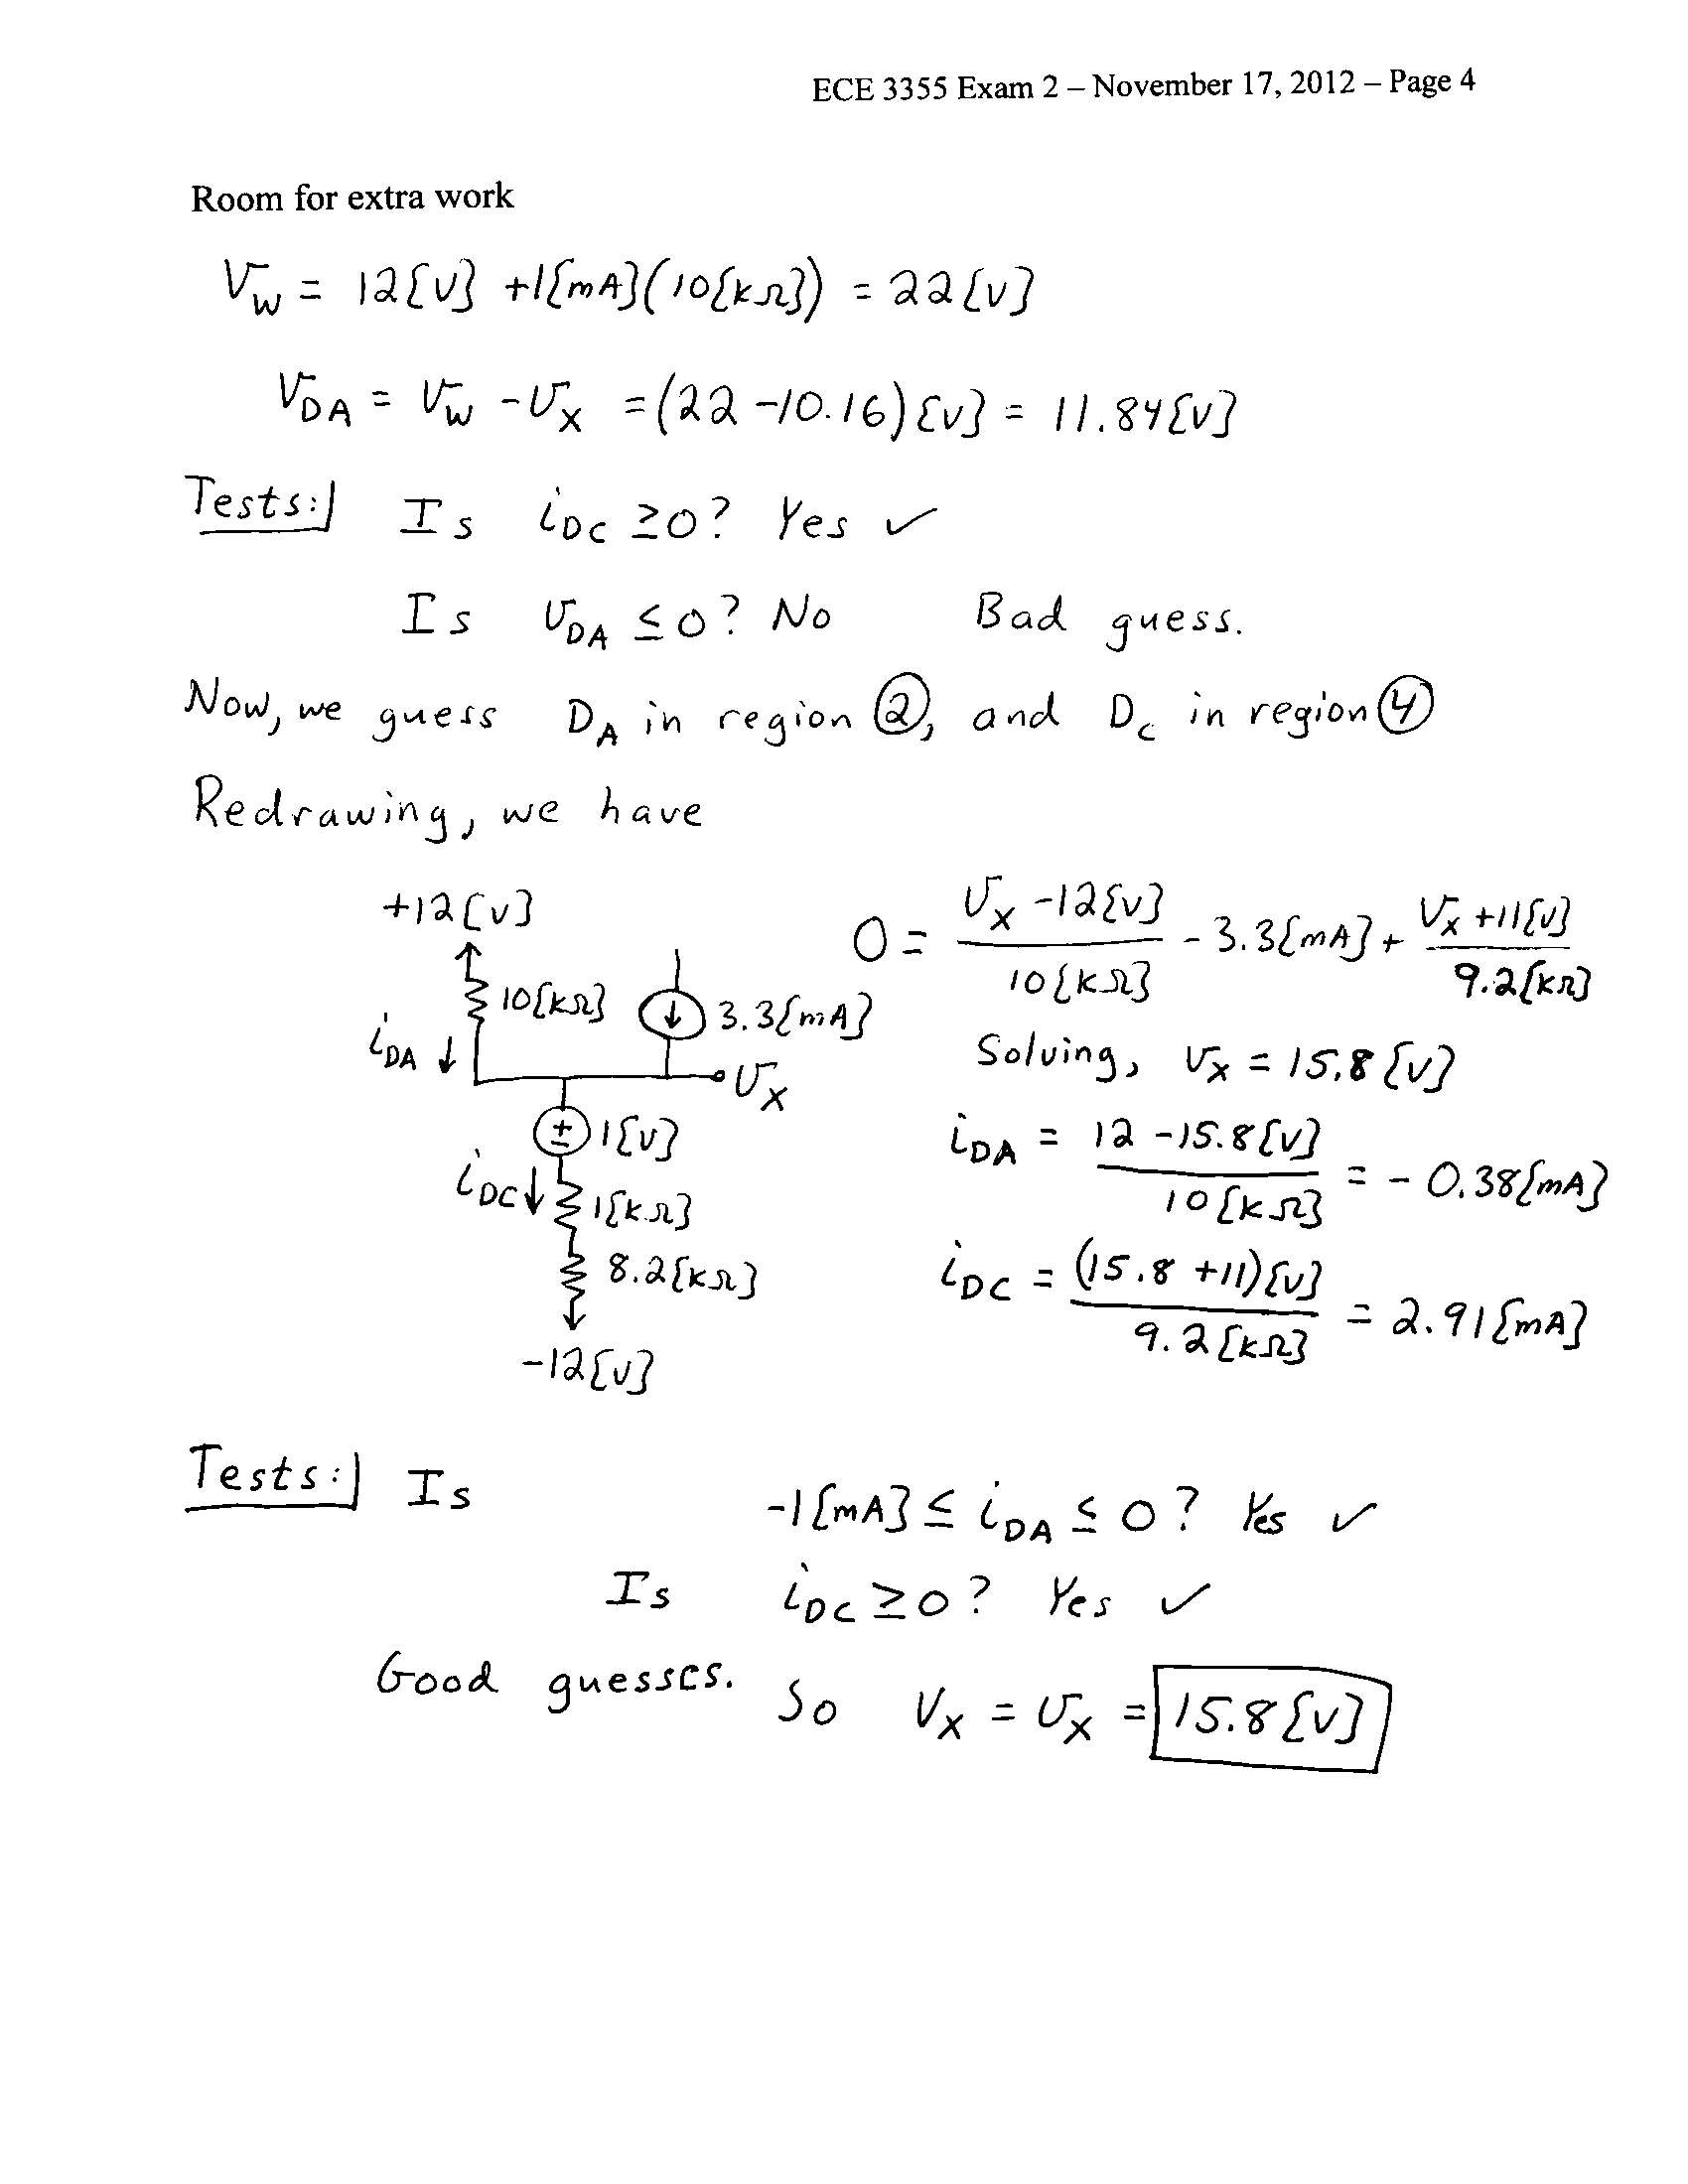 ECE 3355 Exam 2 – November 17, 2012 – Page 4
Room for extra work
V_W = 12{V} +1{mA}(10{kΩ}) = 22{V}
V_DA = V_W - V_X = (22 -10.16){V} = 11.84{V}
Tests: Is i_DC ≥0? Yes ✓
Is V_DA ≤0? No Bad guess.
Now, we guess D_A in region ②, and D_C in region ④
Redrawing, we have
+12{V}
10{kΩ}
3.3{mA}
i_DA ↓
V_X
± 1{V}
i_DC ↓
1{kΩ}
8.2{kΩ}
-12{V}
0 = (V_X -12{V})/(10{kΩ}) - 3.3{mA} + (V_X +11{V})/(9.2{kΩ})
Solving, V_X = 15.8{V}
i_DA = (12 -15.8{V})/(10{kΩ}) = - 0.38{mA}
i_DC = ((15.8 +11){V})/(9.2{kΩ}) = 2.91{mA}
Tests: Is -1{mA} ≤ i_DA ≤ 0? Yes ✓
Is i_DC ≥0? Yes ✓
Good guesses. So V_X = V_X = 15.8{V}